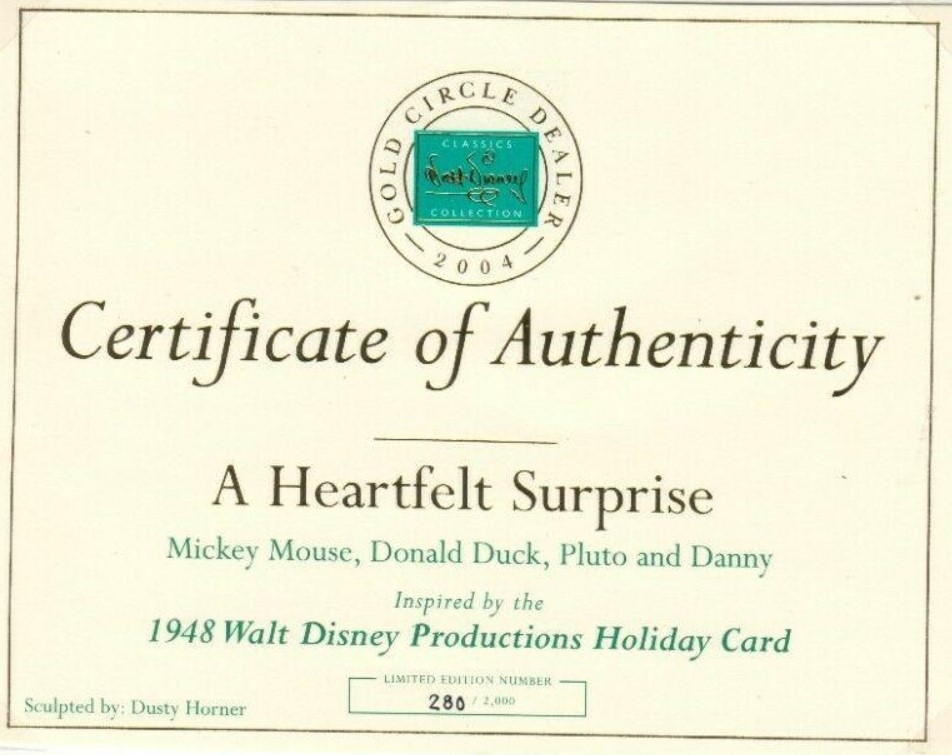 GOLD CIRCLE DEALER
CLASSICS
Walt Disney
COLLECTION
2004
Certificate of Authenticity
A Heartfelt Surprise
Mickey Mouse, Donald Duck, Pluto and Danny
Inspired by the
1948 Walt Disney Productions Holiday Card
LIMITED EDITION NUMBER
280 / 2,000
Sculpted by: Dusty Horner